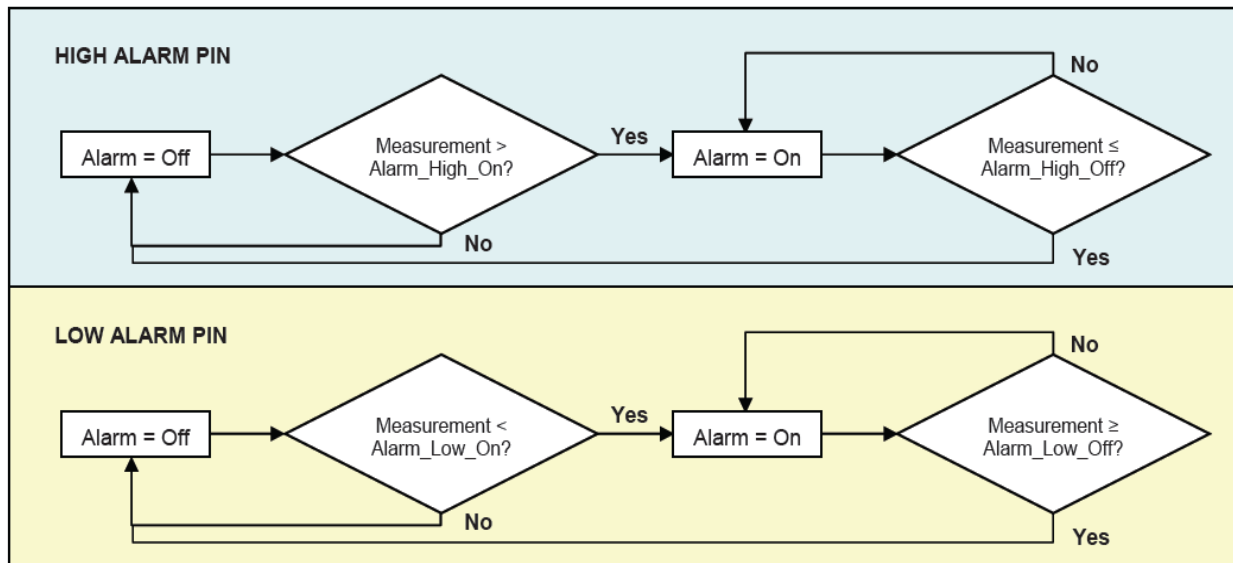 HIGH ALARM PIN
No
Alarm = Off
Measurement >
Alarm_High_On?
Yes
Alarm = On
Measurement ≤
Alarm_High_Off?
No
Yes
LOW ALARM PIN
No
Alarm = Off
Measurement <
Alarm_Low_On?
Yes
Alarm = On
Measurement ≥
Alarm_Low_Off?
No
Yes